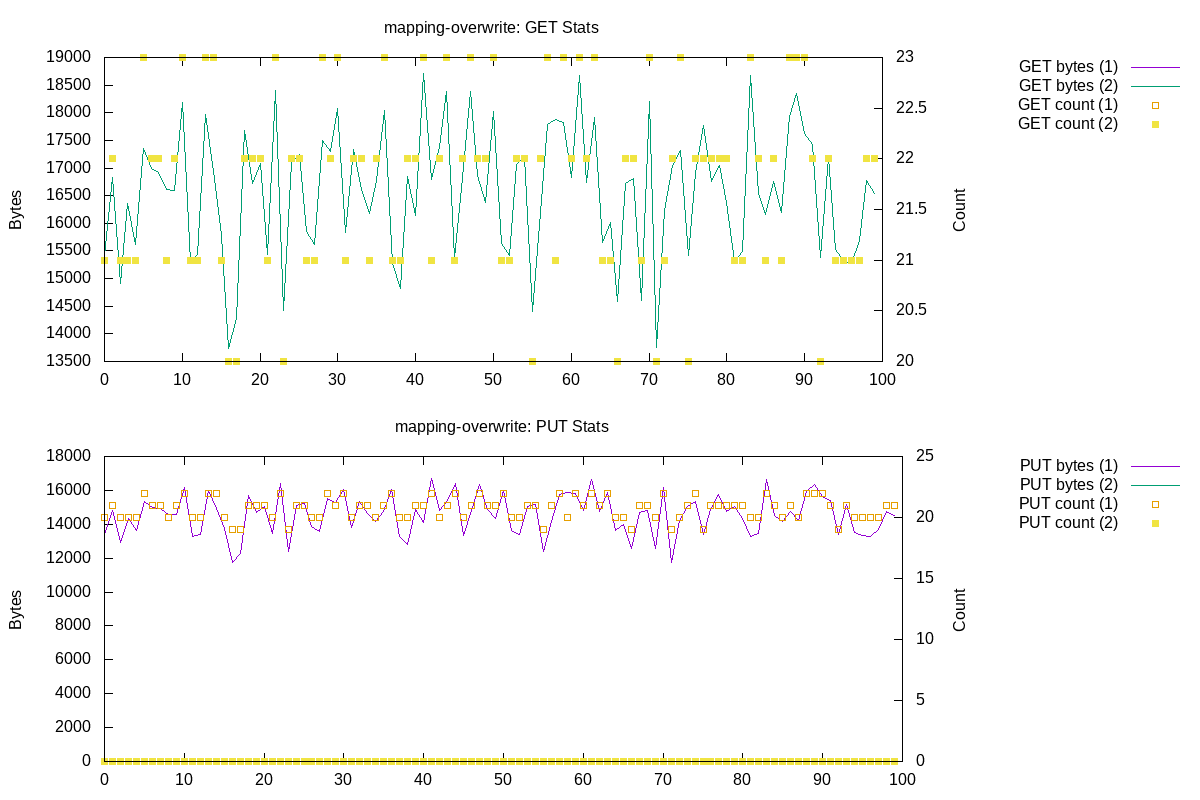 mapping-overwrite: GET Stats
19000
18500
18000
17500
17000
16500
16000
15500
15000
14500
14000
13500
Bytes
0 10 20 30 40 50 60 70 80 90 100
23
22.5
22
21.5
21
20.5
20
Count
GET bytes (1)
GET bytes (2)
GET count (1)
GET count (2)
mapping-overwrite: PUT Stats
18000
16000
14000
12000
10000
8000
6000
4000
2000
0
Bytes
0 10 20 30 40 50 60 70 80 90 100
25
20
15
10
5
0
Count
PUT bytes (1)
PUT bytes (2)
PUT count (1)
PUT count (2)